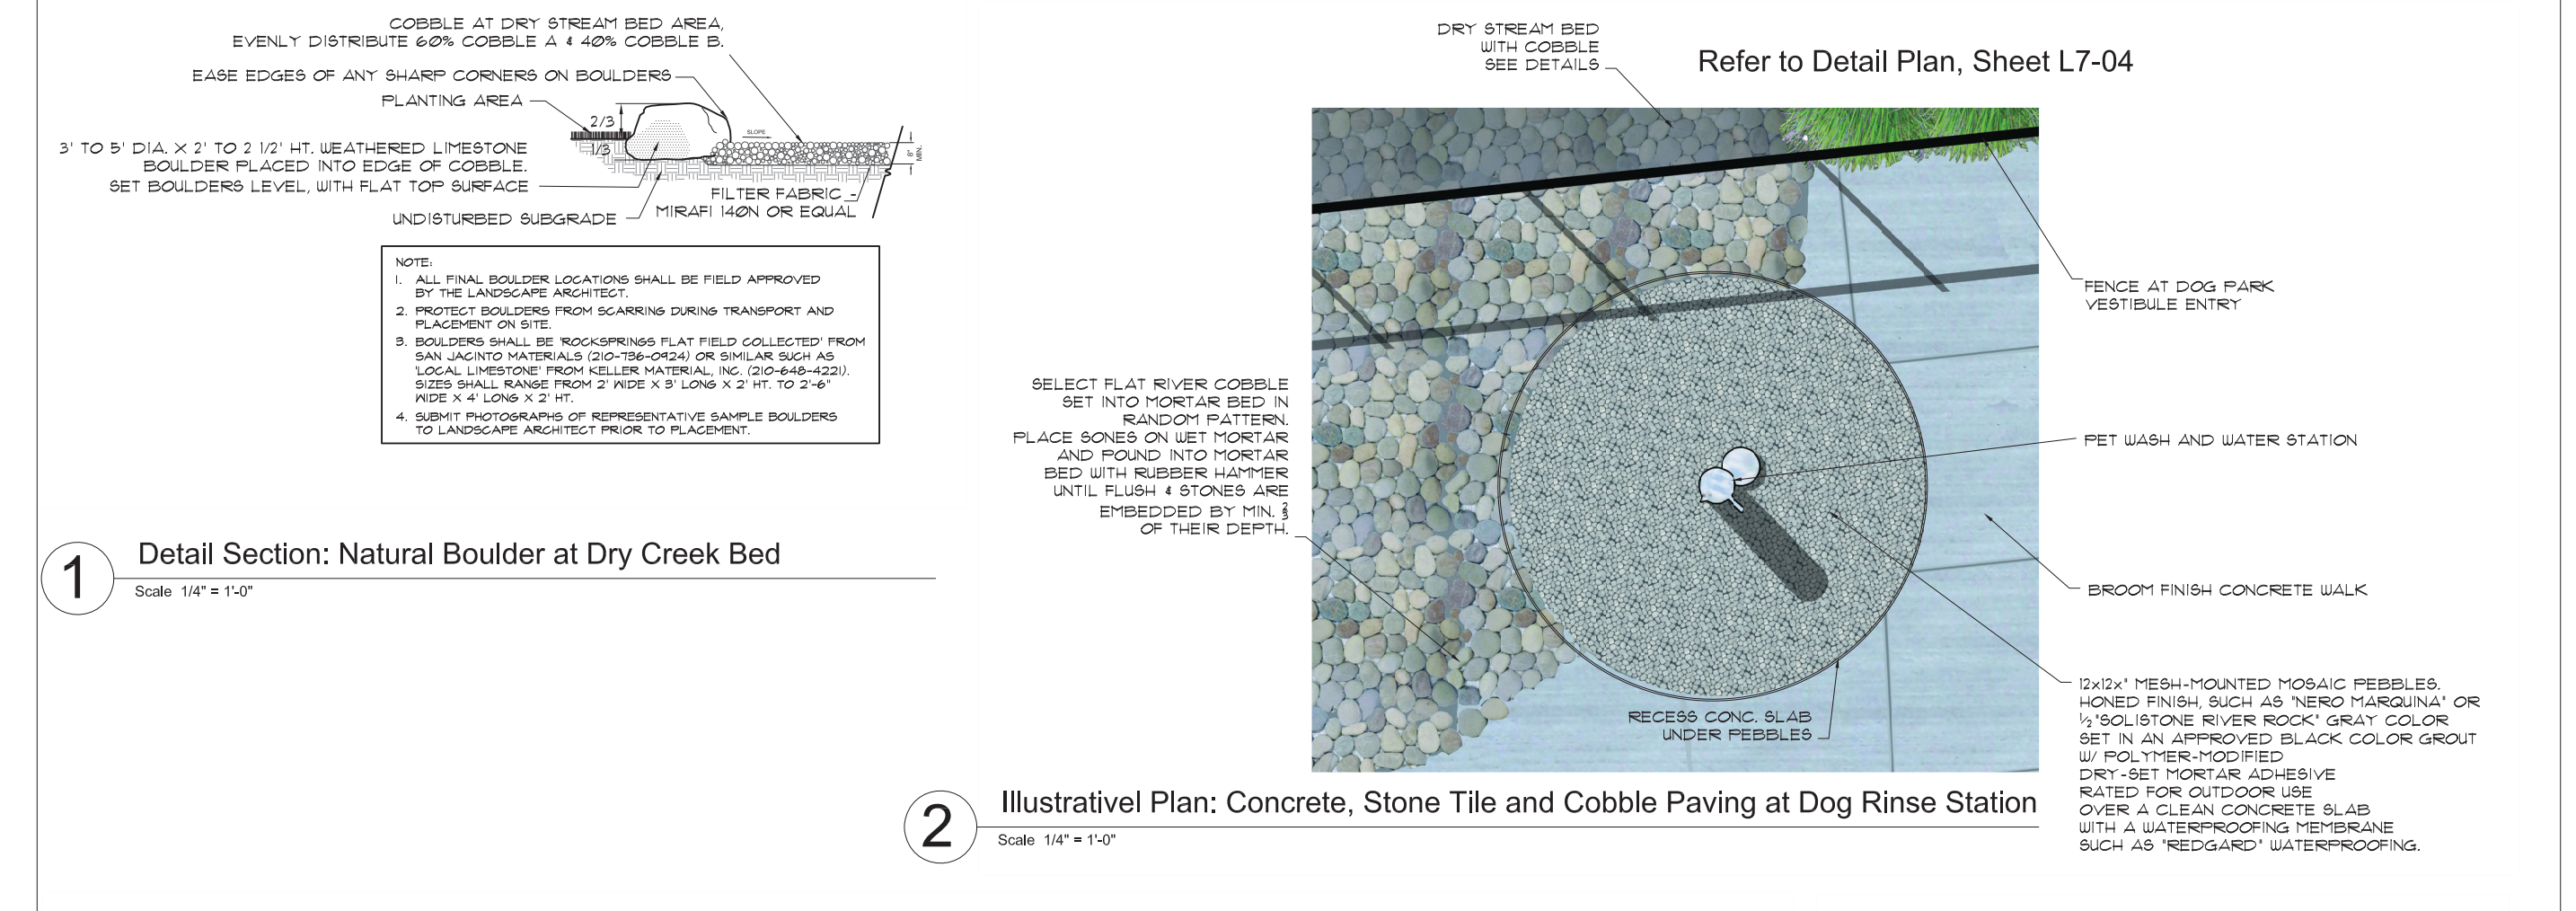 COBBLE AT DRY STREAM BED AREA,
EVENLY DISTRIBUTE 60% COBBLE A & 40% COBBLE B.
EASE EDGES OF ANY SHARP CORNERS ON BOULDERS
PLANTING AREA
2/3
1/3
SLOPE
8"
MIN.
3' TO 5' DIA. X 2' TO 2 1/2' HT. WEATHERED LIMESTONE
BOULDER PLACED INTO EDGE OF COBBLE.
SET BOULDERS LEVEL, WITH FLAT TOP SURFACE
FILTER FABRIC -
MIRAFI 140N OR EQUAL
UNDISTURBED SUBGRADE
NOTE:
1. ALL FINAL BOULDER LOCATIONS SHALL BE FIELD APPROVED
BY THE LANDSCAPE ARCHITECT.
2. PROTECT BOULDERS FROM SCARRING DURING TRANSPORT AND
PLACEMENT ON SITE.
3. BOULDERS SHALL BE 'ROCKSPRINGS FLAT FIELD COLLECTED' FROM
SAN JACINTO MATERIALS (210-736-0924) OR SIMILAR SUCH AS
'LOCAL LIMESTONE' FROM KELLER MATERIAL, INC. (210-648-4221).
SIZES SHALL RANGE FROM 2' WIDE X 3' LONG X 2' HT. TO 2'-6"
WIDE X 4' LONG X 2' HT.
4. SUBMIT PHOTOGRAPHS OF REPRESENTATIVE SAMPLE BOULDERS
TO LANDSCAPE ARCHITECT PRIOR TO PLACEMENT.
1
Detail Section: Natural Boulder at Dry Creek Bed
Scale 1/4" = 1'-0"
DRY STREAM BED
WITH COBBLE
SEE DETAILS
Refer to Detail Plan, Sheet L7-04
SELECT FLAT RIVER COBBLE
SET INTO MORTAR BED IN
RANDOM PATTERN.
PLACE SONES ON WET MORTAR
AND POUND INTO MORTAR
BED WITH RUBBER HAMMER
UNTIL FLUSH & STONES ARE
EMBEDDED BY MIN. ⅔
OF THEIR DEPTH.
FENCE AT DOG PARK
VESTIBULE ENTRY
PET WASH AND WATER STATION
BROOM FINISH CONCRETE WALK
RECESS CONC. SLAB
UNDER PEBBLES
12x12x" MESH-MOUNTED MOSAIC PEBBLES.
HONED FINISH, SUCH AS "NERO MARQUINA" OR
½"SOLISTONE RIVER ROCK" GRAY COLOR
SET IN AN APPROVED BLACK COLOR GROUT
W/ POLYMER-MODIFIED
DRY-SET MORTAR ADHESIVE
RATED FOR OUTDOOR USE
OVER A CLEAN CONCRETE SLAB
WITH A WATERPROOFING MEMBRANE
SUCH AS "REDGARD" WATERPROOFING.
2
Illustrativel Plan: Concrete, Stone Tile and Cobble Paving at Dog Rinse Station
Scale 1/4" = 1'-0"